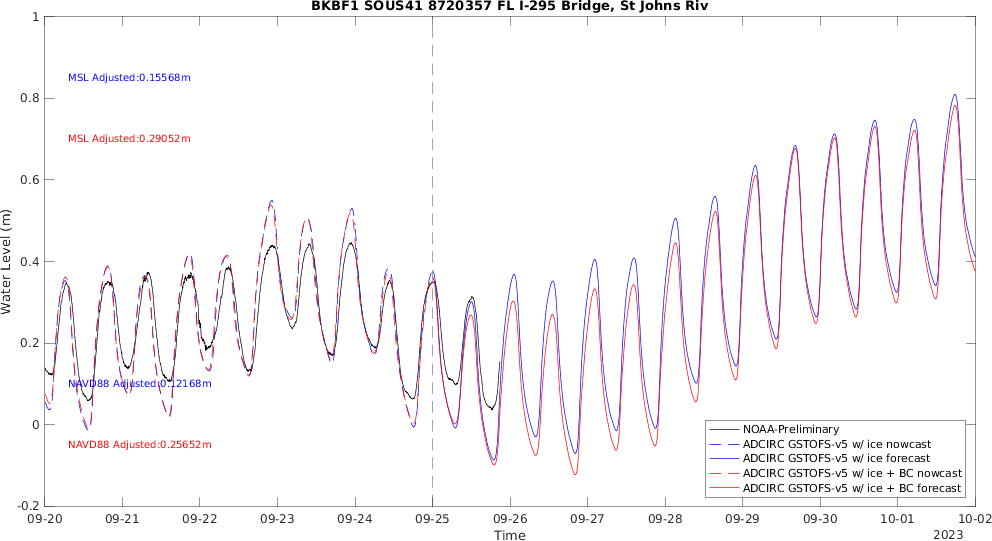 BKBF1 SOUS41 8720357 FL I-295 Bridge, St Johns Riv
1
0.8
0.6
0.4
0.2
0
-0.2
Water Level (m)
MSL Adjusted:0.15568m
MSL Adjusted:0.29052m
NAVD88 Adjusted:0.12168m
NAVD88 Adjusted:0.25652m
NOAA-Preliminary
ADCIRC GSTOFS-v5 w/ ice nowcast
ADCIRC GSTOFS-v5 w/ ice forecast
ADCIRC GSTOFS-v5 w/ ice + BC nowcast
ADCIRC GSTOFS-v5 w/ ice + BC forecast
09-20 09-21 09-22 09-23 09-24 09-25 09-26 09-27 09-28 09-29 09-30 10-01 10-02
Time
2023